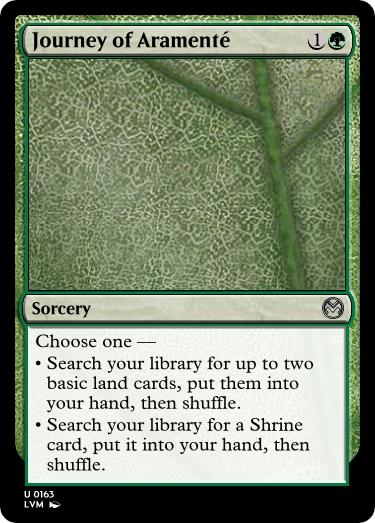 Journey of Aramenté 1
Sorcery
Choose one —
• Search your library for up to two
basic land cards, put them into
your hand, then shuffle.
• Search your library for a Shrine
card, put it into your hand, then
shuffle.
U 0163
LVM